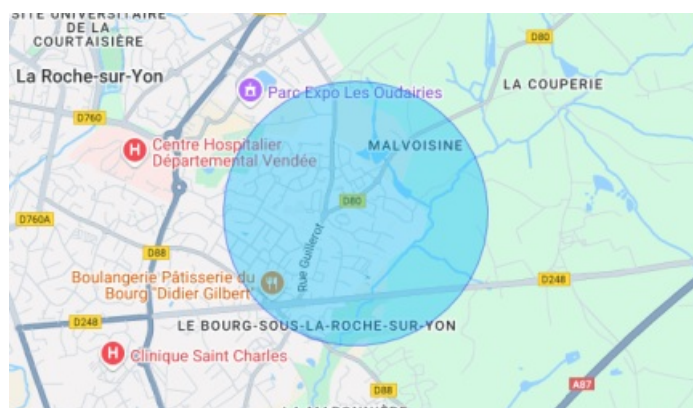 SITE UNIVERSITAIRE
DE LA
COURTAISIÈRE
D80
La Roche-sur-Yon
Parc Expo Les Oudairies
LA COUPERIE
D760
Centre Hospitalier
Départemental Vendée
MALVOISINE
D80
D760A
Rue Guillerot
D88
Boulangerie Pâtisserie du
Bourg "Didier Gilbert"
D248
D248
LE BOURG-SOUS-LA-ROCHE-SUR-YON
Clinique Saint Charles
D88
A87